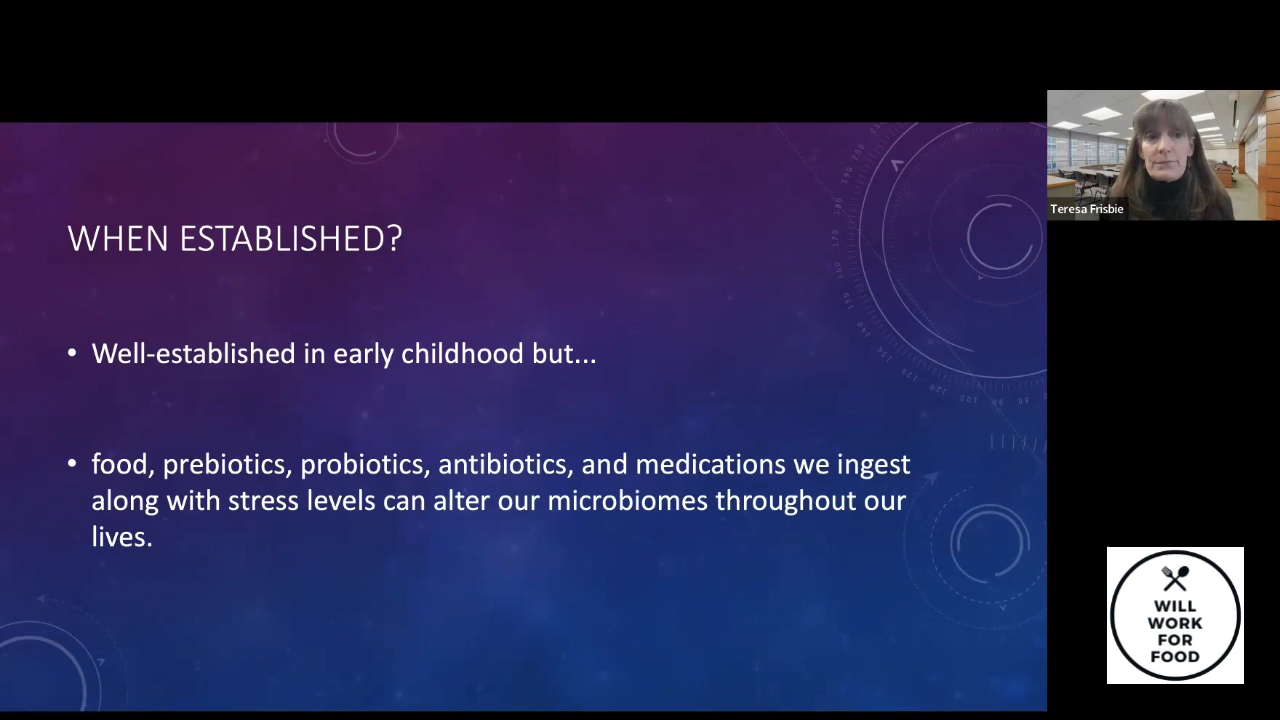 WHEN ESTABLISHED?
• Well-established in early childhood but...
• food, prebiotics, probiotics, antibiotics, and medications we ingest
along with stress levels can alter our microbiomes throughout our
lives.
Teresa Frisbie
WILL
WORK
FOR
FOOD